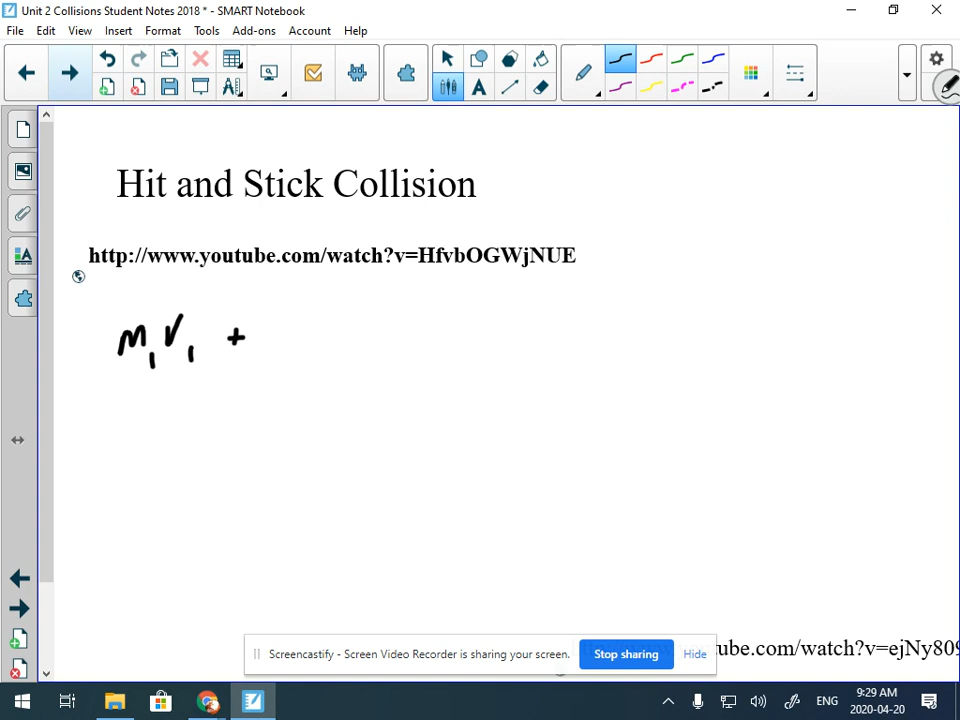 Unit 2 Collisions Student Notes 2018 * - SMART Notebook
File Edit View Insert Format Tools Add-ons Account Help
Hit and Stick Collision
http://www.youtube.com/watch?v=HfvbOGWjNUE
m₁v₁ +
Screencastify - Screen Video Recorder is sharing your screen. Stop sharing Hide
tube.com/watch?v=ejNy809
ENG
9:29 AM
2020-04-20